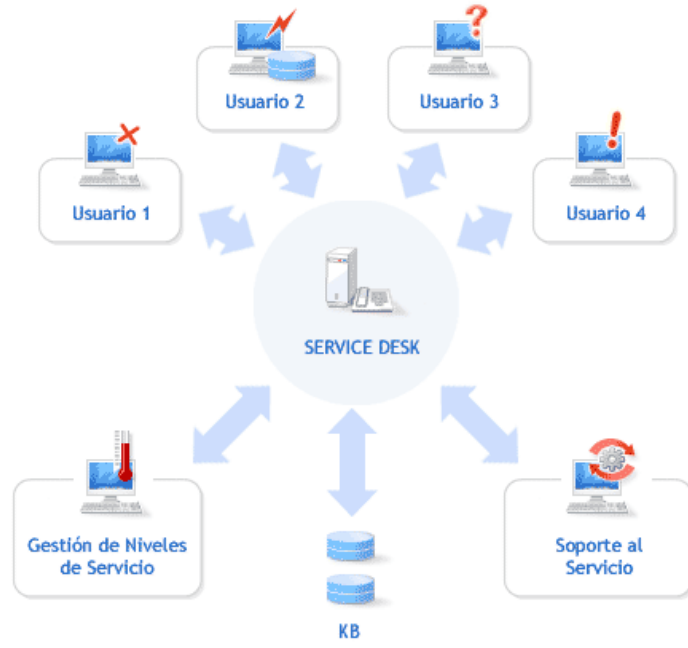 Usuario 2
Usuario 3
Usuario 1
Usuario 4
SERVICE DESK
Gestión de Niveles
de Servicio
Soporte al
Servicio
KB